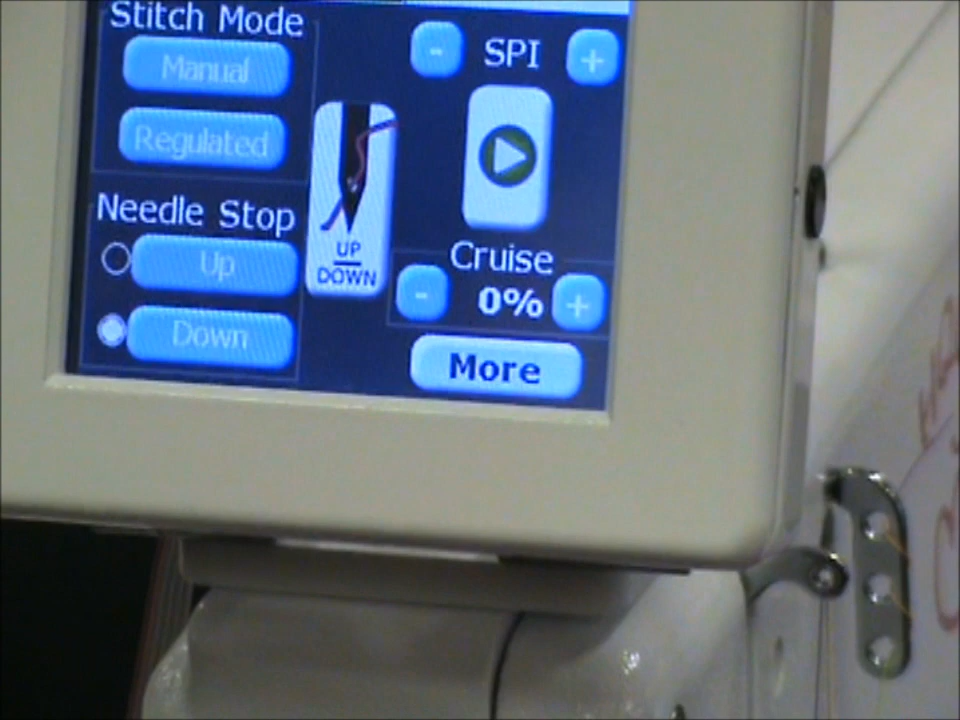 Stitch Mode
Manual
Regulated
Needle Stop
Up
Down
UP
DOWN
- SPI +
Cruise
- 0% +
More